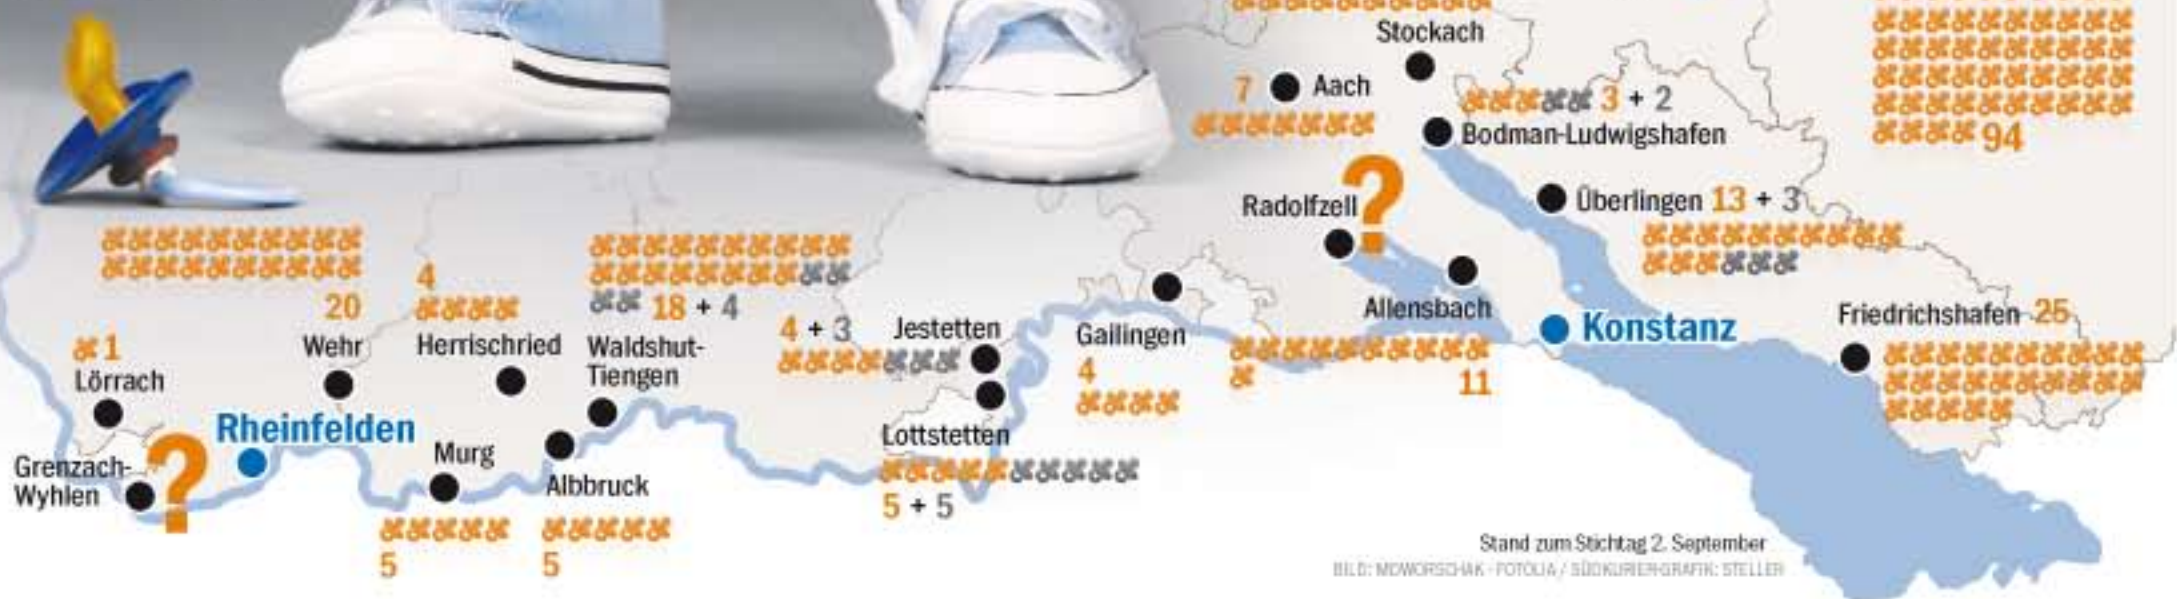 Stockach
7
Aach
3 + 2
Bodman-Ludwigshafen
94
Radolfzell
?
Überlingen 13 + 3
20
Wehr
4
Herrischried
18 + 4
Waldshut-
Tiengen
4 + 3
Jestetten
Gailingen
4
Allensbach
11
Konstanz
Friedrichshafen 25
1
Lörrach
Rheinfelden
Grenzach-
Wyhlen
?
Murg
5
Albbruck
5
Lottstetten
5 + 5
Stand zum Stichtag 2. September
BILD: MOWORSCHAK - FOTOLIA / SÜDKURIER-GRAFIK: STELLER